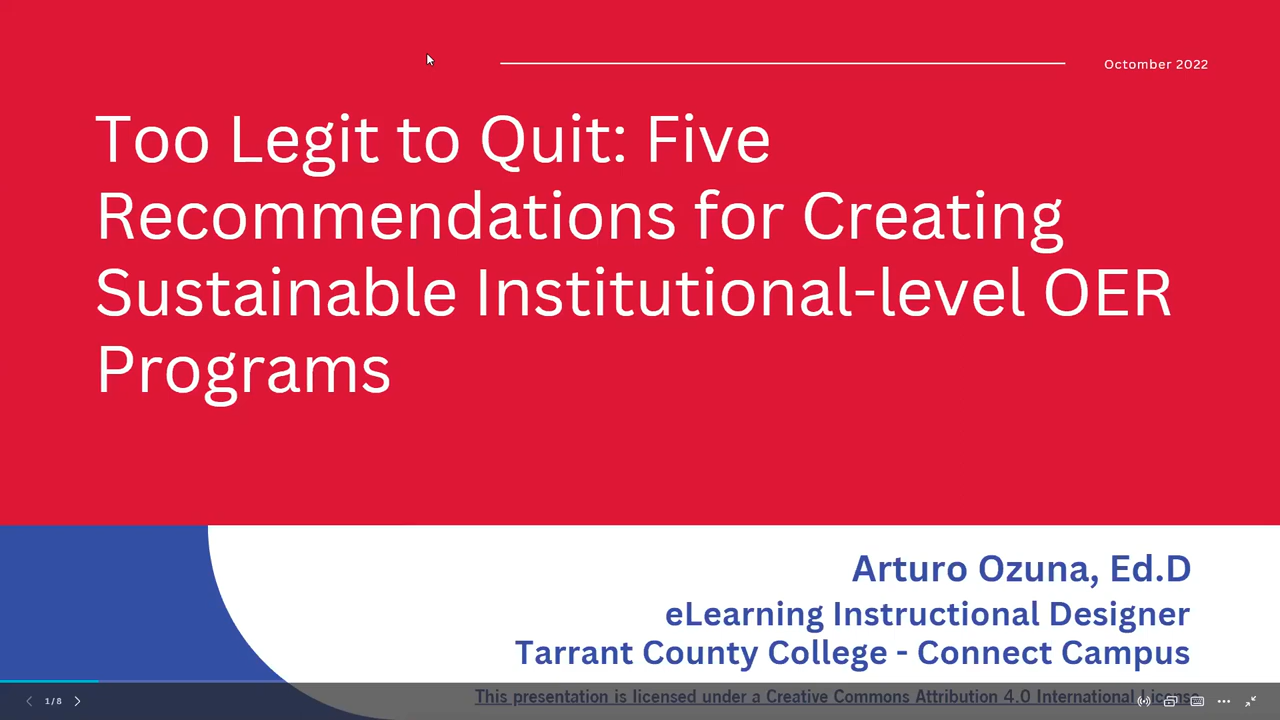 Octomber 2022
Too Legit to Quit: Five
Recommendations for Creating
Sustainable Institutional-level OER
Programs
Arturo Ozuna, Ed.D
eLearning Instructional Designer
Tarrant County College - Connect Campus
This presentation is licensed under a Creative Commons Attribution 4.0 International License
1/8